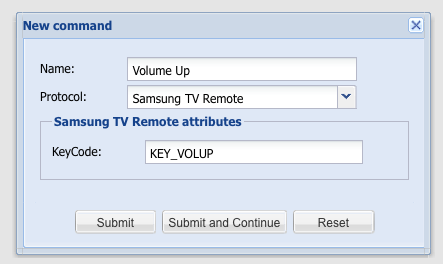 New command
Name: Volume Up
Protocol: Samsung TV Remote
Samsung TV Remote attributes
KeyCode: KEY_VOLUP
Submit Submit and Continue Reset